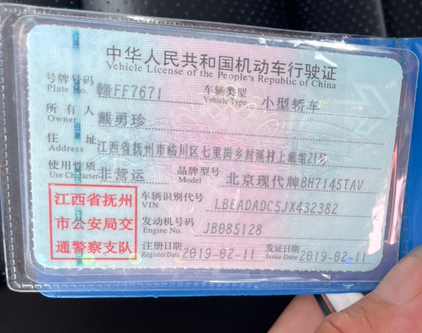 中华人民共和国机动车行驶证
Vehicle License of the People's Republic of China
号牌号码 Plate No. 赣FF7671 车辆类型 Vehicle Type 小型轿车
所有人 Owner 戴勇珍
住址 Address 江西省抚州市临川区七里岗乡封溪村上戴组21号
使用性质 Use Character 非营运 品牌型号 Model 北京现代牌BH7145TAV
江西省抚州市公安局交通警察支队
车辆识别代号 VIN LBEADADC5JX432382
发动机号码 Engine No. JB085128
注册日期 Register Date 2019-02-11 发证日期 Issue Date 2019-02-11